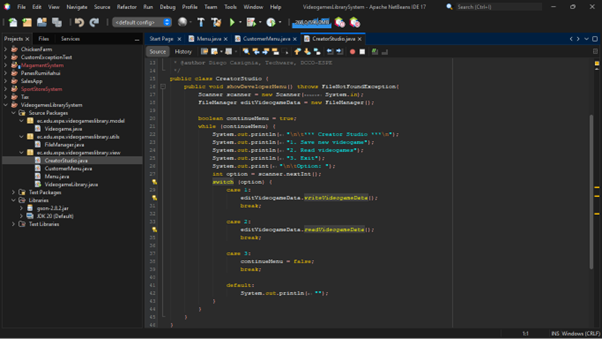 File Edit View Navigate Source Refactor Run Debug Profile Team Tools Window Help
VideogamesLibrarySystem - Apache NetBeans IDE 17
Search (Ctrl+I)
<default config>
Projects Files Services
ChickenFarm
CustomExceptionText
MagementSystem
PanasRumiñahui
SalesApp
SportStoreSystem
Tax
VideogamesLibrarySystem
Source Packages
ec.edu.espe.videogameslibrary.model
Videogame.java
ec.edu.espe.videogameslibrary.utils
FileManager.java
ec.edu.espe.videogameslibrary.view
CreatorStudio.java
CustomerMenu.java
Menu.java
VideogameLibrary.java
Test Packages
Libraries
gson-2.8.2.jar
JDK 20 (Default)
Test Libraries
Start Page Menu.java CustomerMenu.java CreatorStudio.java
Source History
13 * @author Diego Casignia, Techware, DCCO-ESPE
14 */
15 public class CreatorStudio {
16 public void showDeveloperMenu() throws FileNotFoundException{
17 Scanner scanner = new Scanner( System.in);
18 FileManager editVideogameData = new FileManager();
19
20 boolean continueMenu = true;
21 while (continueMenu) {
22 System.out.println( "\n\t*** Creator Studio ***\n");
23 System.out.println( "1. Save new videogame");
24 System.out.println( "2. Read videogames");
25 System.out.println( "3. Exit");
26 System.out.print( "\n\tOption: ");
27 int option = scanner.nextInt();
switch (option) {
29 case 1:
editVideogameData.writeVideogameData();
31 break;
32
33 case 2:
editVideogameData.readVideogameData();
35 break;
36
37 case 3:
38 continueMenu = false;
39 break;
40
41 default:
42 System.out.println( "");
43 }
44 }
45 }
46 }
1:1 INS Windows (CRLF)